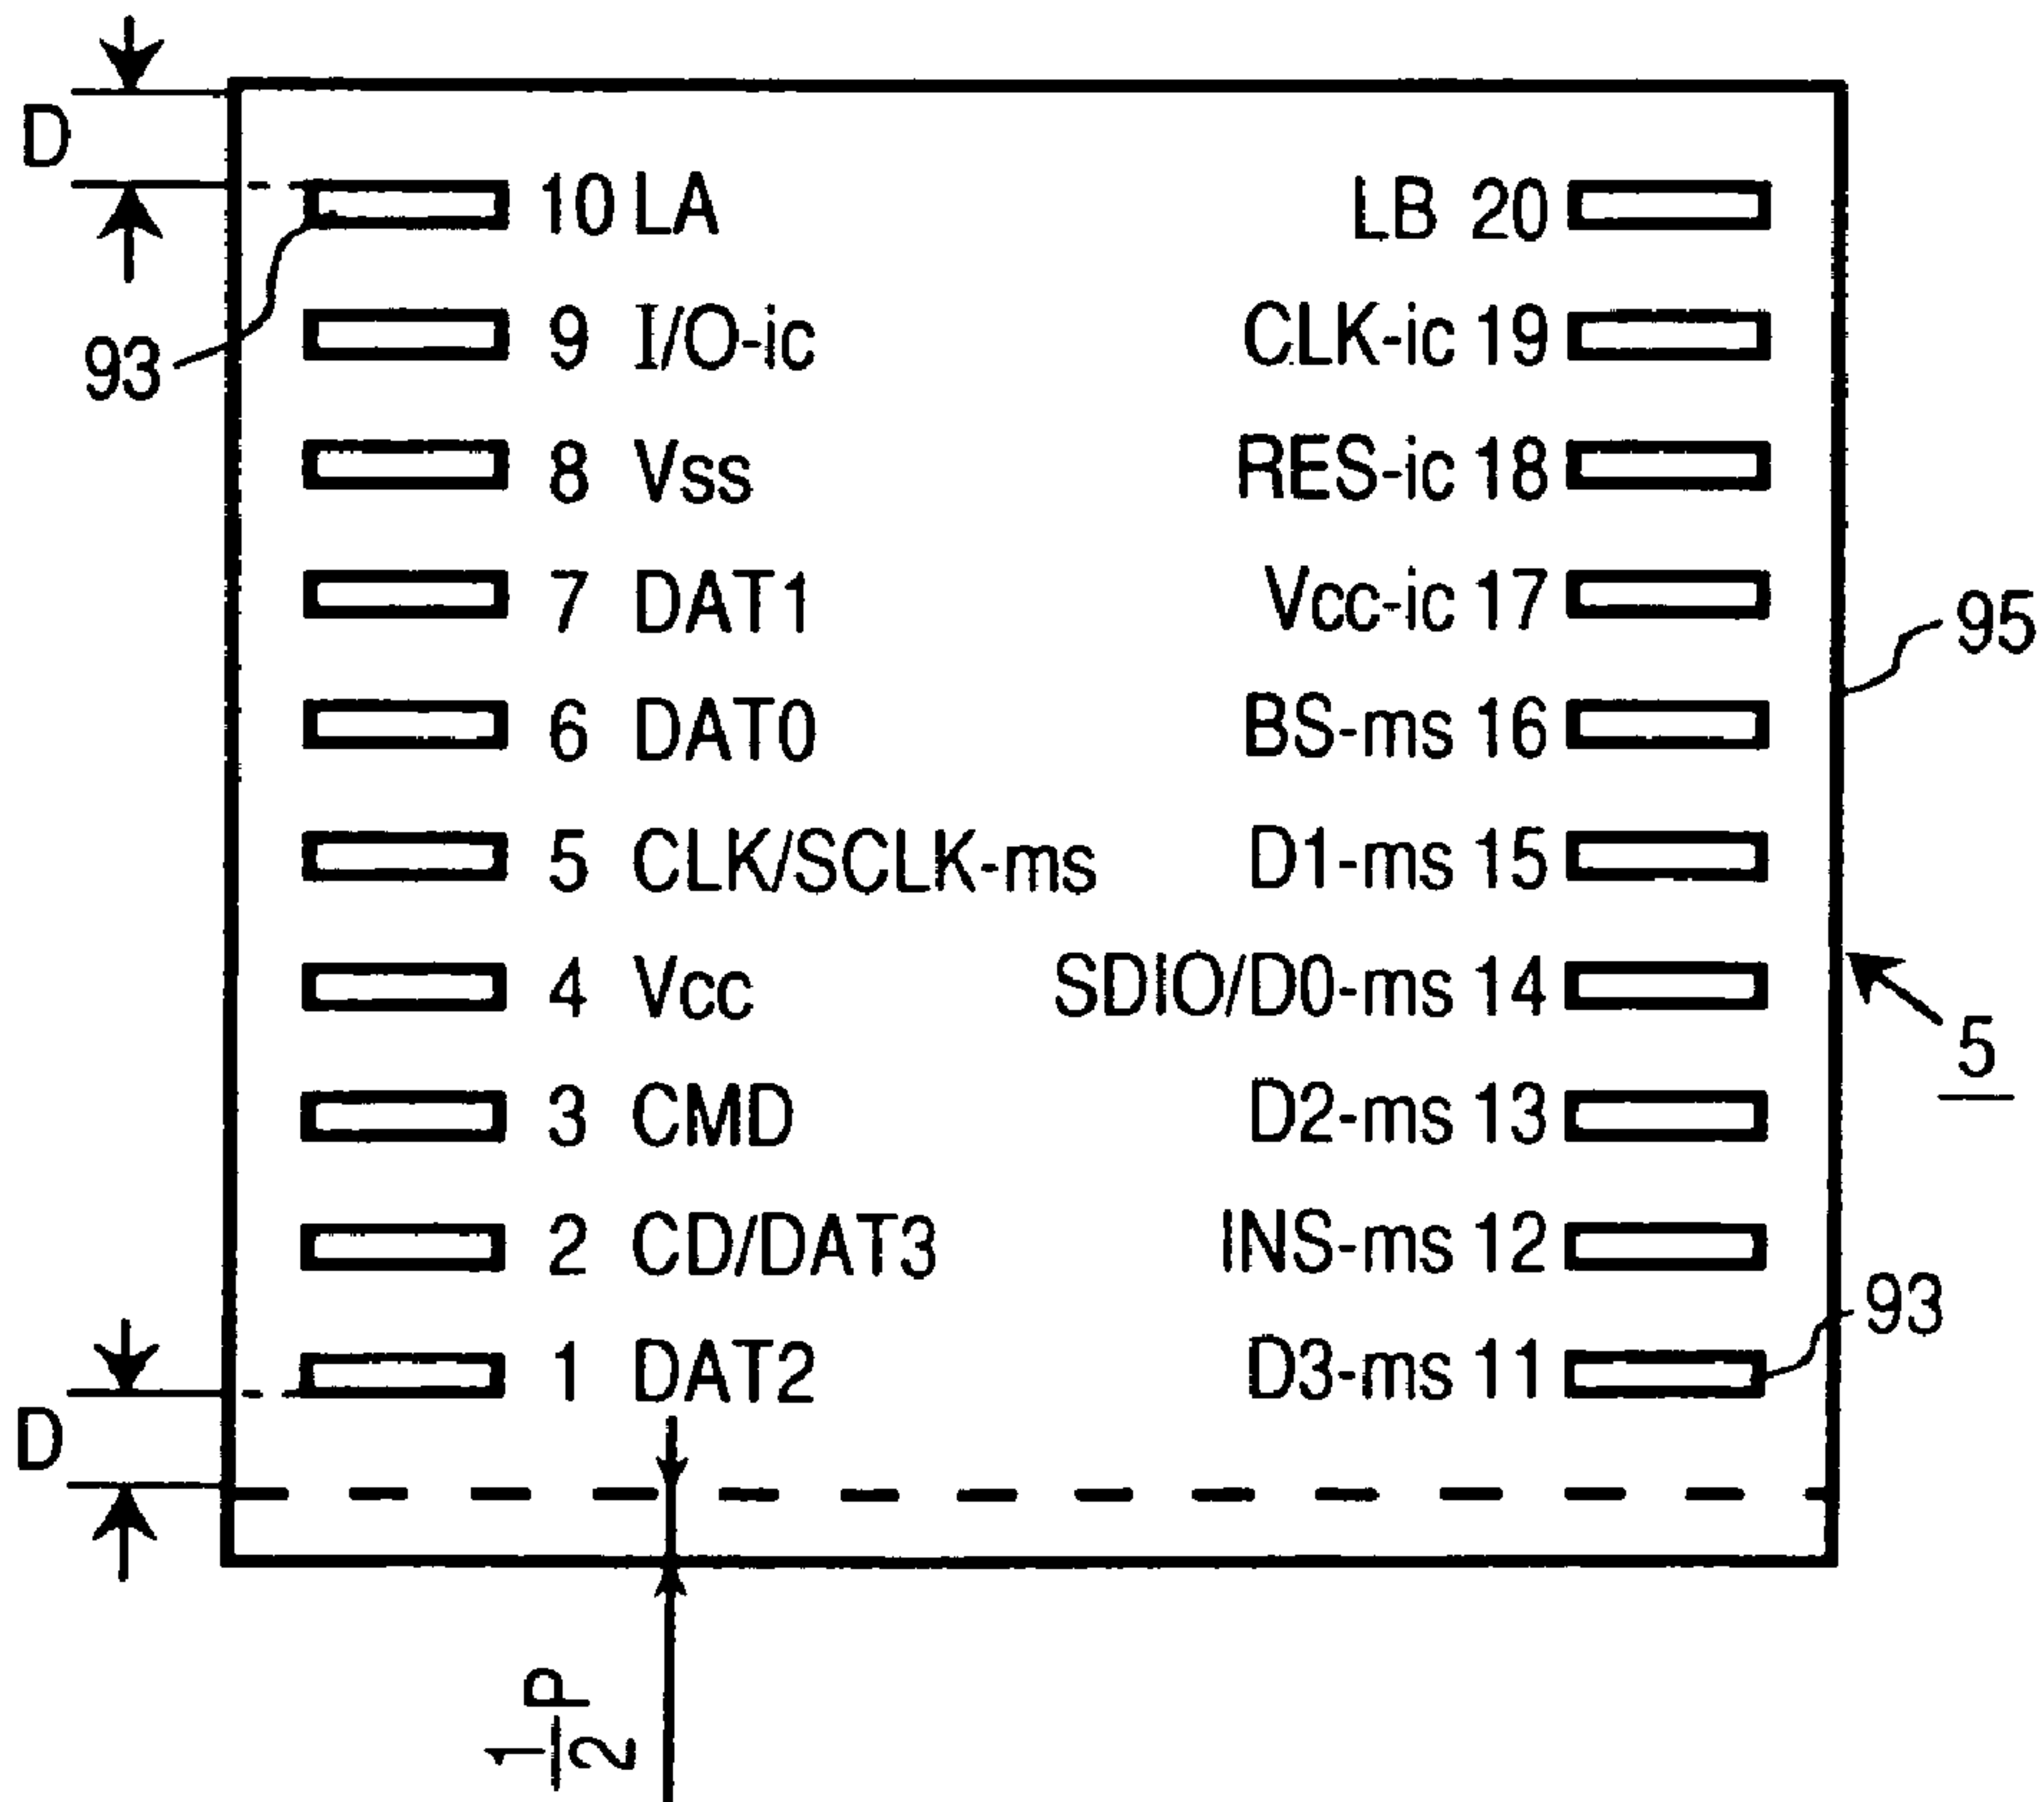 D
10 LA LB 20
93 9 I/O-ic CLK-ic 19
8 Vss RES-ic 18
7 DAT1 Vcc-ic 17
95
6 DAT0 BS-ms 16
5 CLK/SCLK-ms D1-ms 15
4 Vcc SDIO/D0-ms 14
5
3 CMD D2-ms 13
2 CD/DAT3 INS-ms 12
93
1 DAT2 D3-ms 11
D
1/2 P